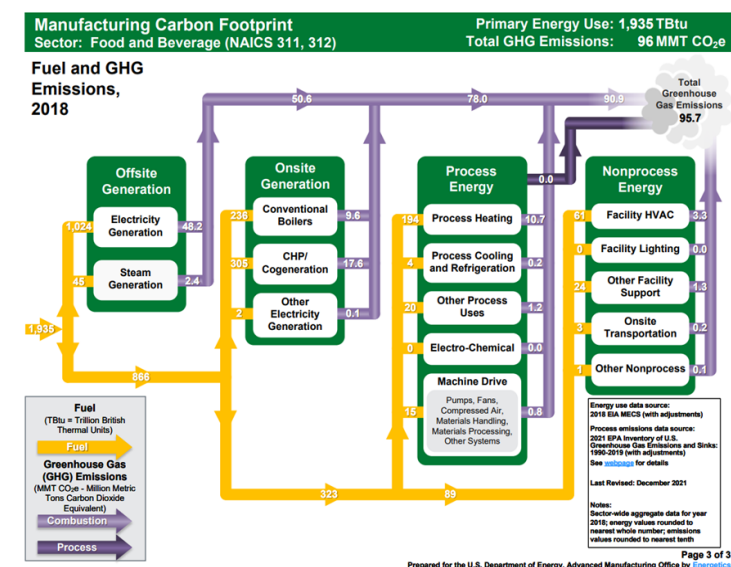 Manufacturing Carbon Footprint
Sector: Food and Beverage (NAICS 311, 312)
Primary Energy Use: 1,935 TBtu
Total GHG Emissions: 96 MMT CO₂e
Fuel and GHG
Emissions,
2018
50.6
78.0
90.9
Total
Greenhouse
Gas Emissions
95.7
Offsite
Generation
1,024
Electricity
Generation
48.2
45
Steam
Generation
2.4
1,935
866
Onsite
Generation
236
Conventional
Boilers
9.6
305
CHP/
Cogeneration
17.6
2
Other
Electricity
Generation
0.1
323
Process
Energy
0.0
194
Process Heating
10.7
4
Process Cooling
and Refrigeration
0.2
20
Other Process
Uses
1.2
0
Electro-Chemical
0.0
15
Machine Drive
Pumps, Fans,
Compressed Air,
Materials Handling,
Materials Processing,
Other Systems
0.8
89
Nonprocess
Energy
61
Facility HVAC
3.3
0
Facility Lighting
0.0
24
Other Facility
Support
1.3
3
Onsite
Transportation
0.2
1
Other Nonprocess
0.1
Fuel
(TBtu = Trillion British
Thermal Units)
Fuel
Greenhouse Gas
(GHG) Emissions
(MMT CO₂e - Million Metric
Tons Carbon Dioxide
Equivalent)
Combustion
Process
Energy use data source:
2018 EIA MECS (with adjustments)
Process emissions data source:
2021 EPA Inventory of U.S.
Greenhouse Gas Emissions and Sinks:
1990-2019 (with adjustments)
See webpage for details
Last Revised: December 2021
Notes:
Sector-wide aggregate data for year
2018; energy values rounded to
nearest whole number; emissions
values rounded to nearest tenth
Page 3 of 3
Prepared for the U.S. Department of Energy, Advanced Manufacturing Office by Energetics